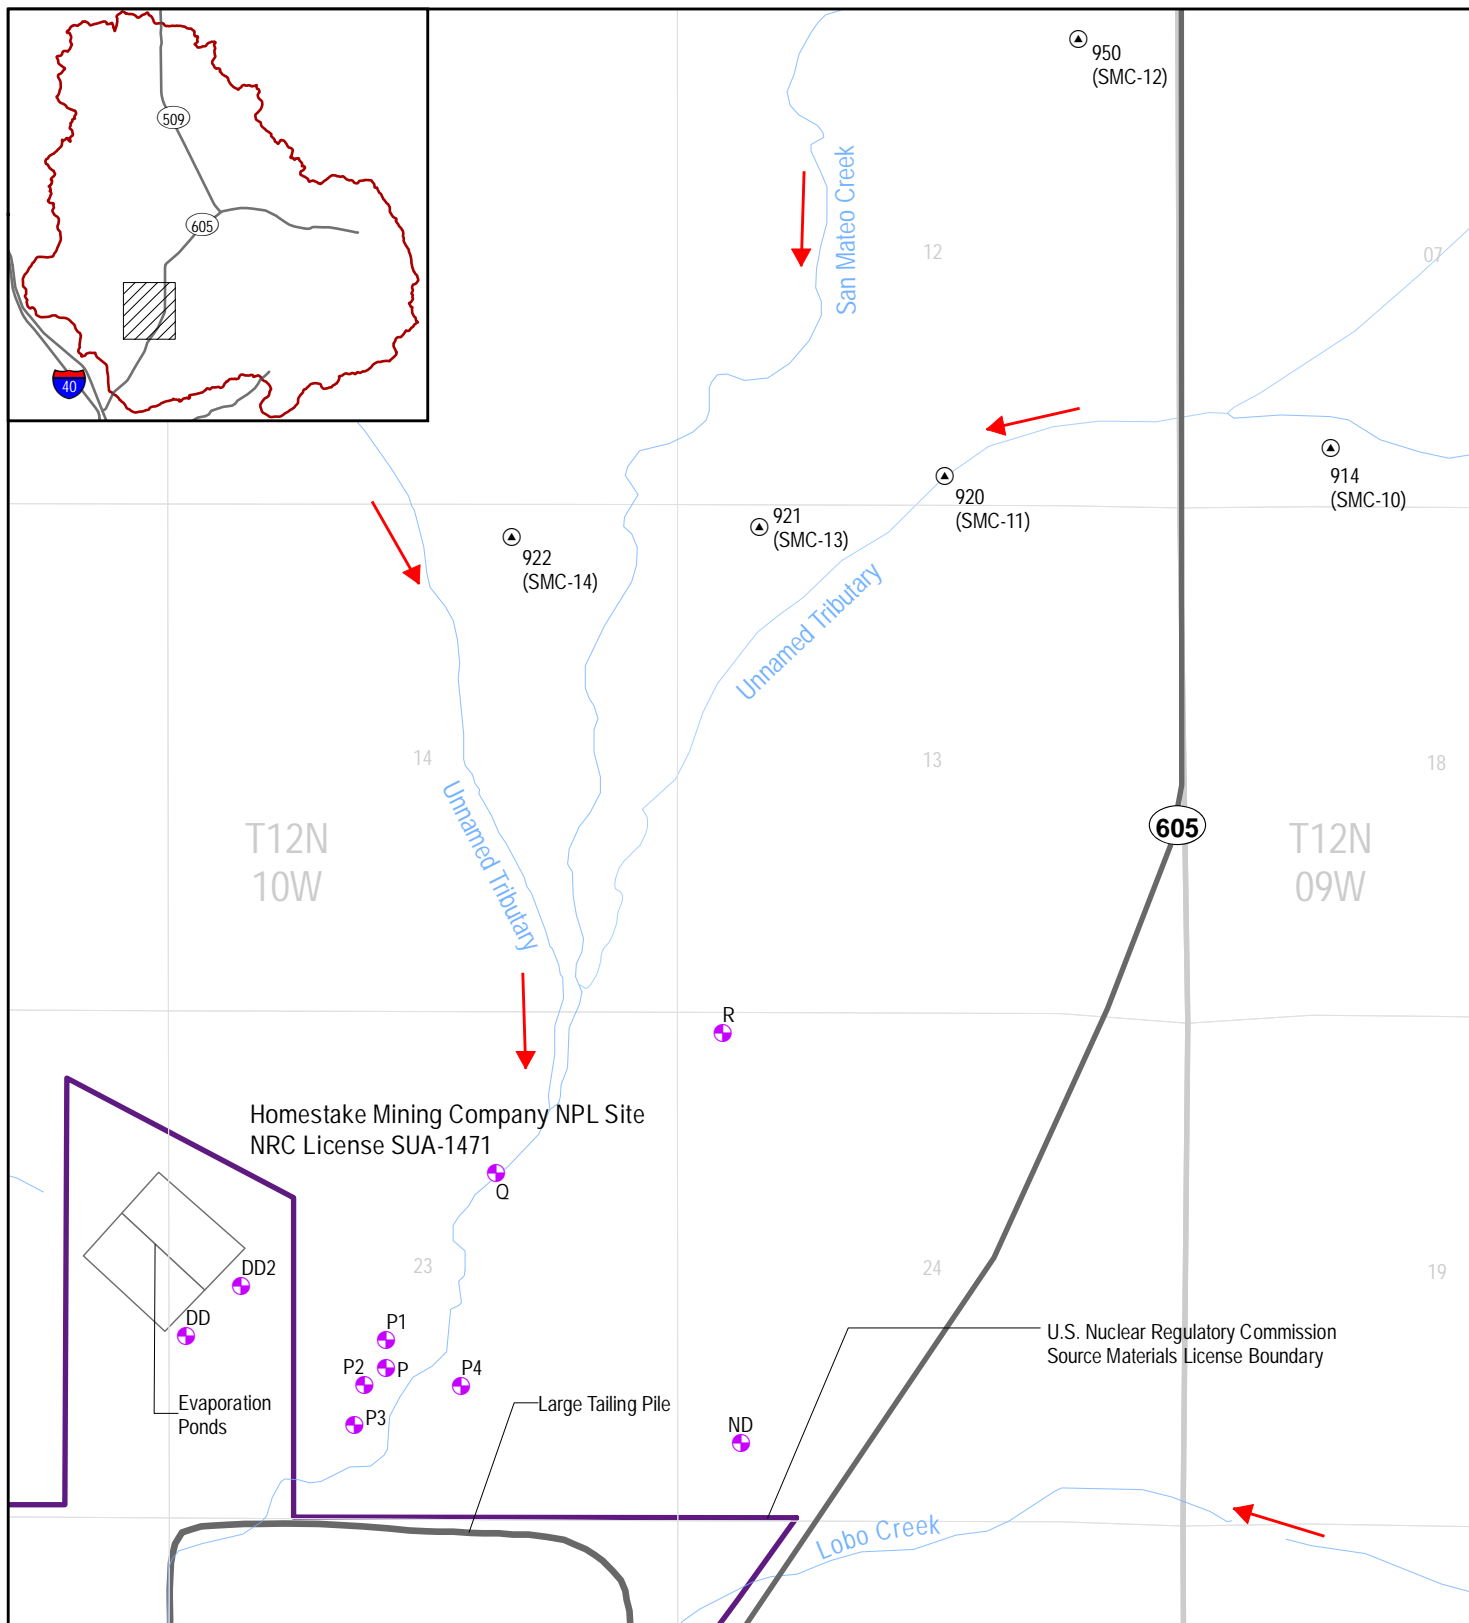 950
(SMC-12)
509
605
40
San Mateo Creek
12
07
914
(SMC-10)
920
(SMC-11)
921
(SMC-13)
922
(SMC-14)
Unnamed Tributary
14
13
18
Unnamed Tributary
T12N
10W
605
T12N
09W
R
Homestake Mining Company NPL Site
NRC License SUA-1471
Q
23
24
19
DD2
DD
P1
P
P2
P4
P3
U.S. Nuclear Regulatory Commission
Source Materials License Boundary
Evaporation
Ponds
Large Tailing Pile
ND
Lobo Creek